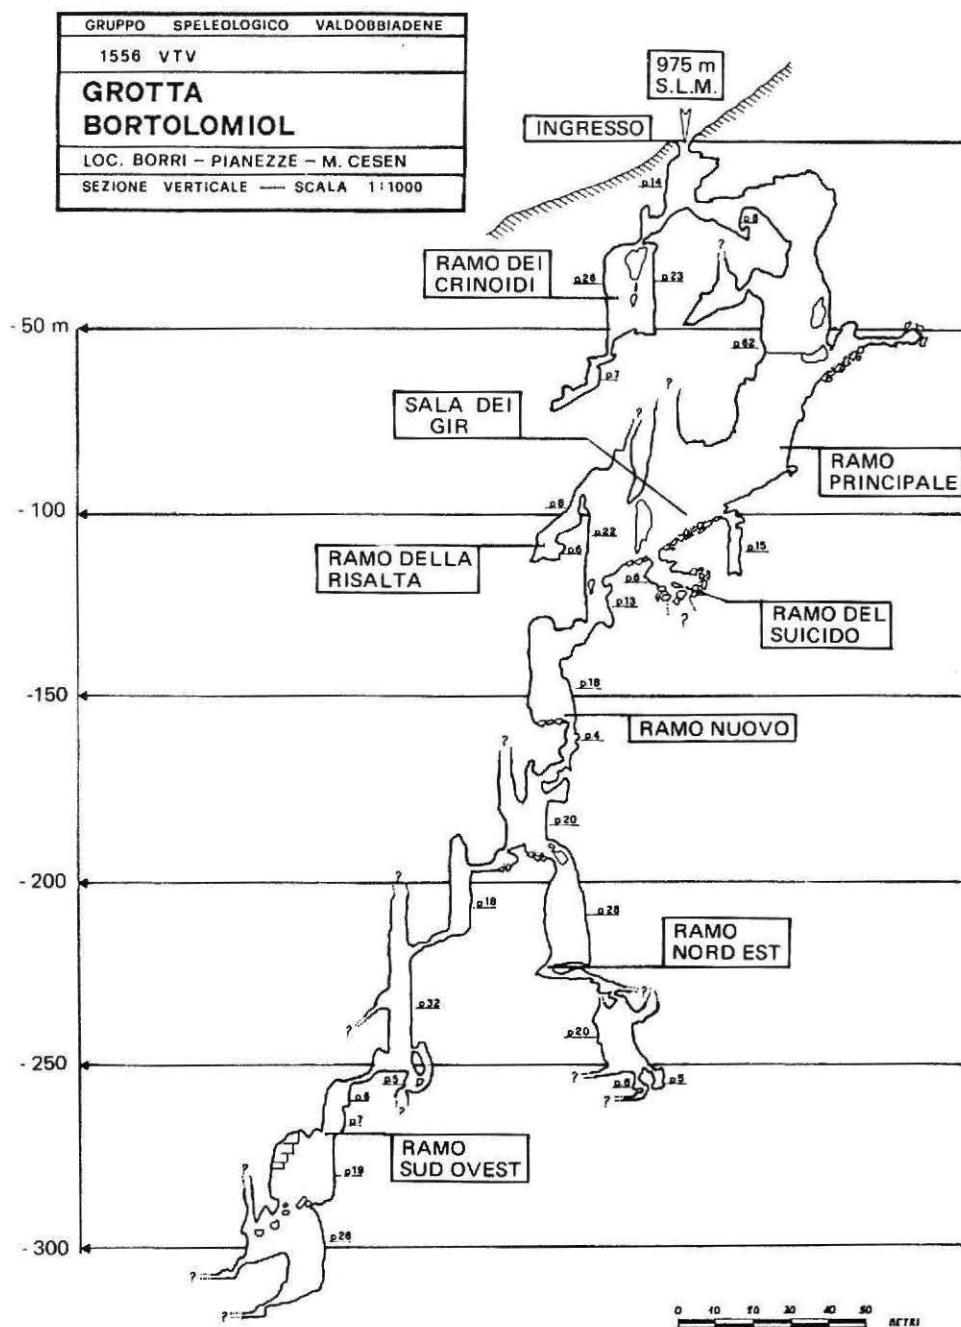 GRUPPO SPELEOLOGICO VALDOBBIADENE
1556 VTV
GROTTA
BORTOLOMIOL
LOC. BORRI – PIANEZZE – M. CESEN
SEZIONE VERTICALE — SCALA 1:1000
975 m
S.L.M.
INGRESSO
p14
p8
?
RAMO DEI
CRINOIDI
p26
p23
- 50 m
p62
p7
?
SALA DEI
GIR
?
RAMO
PRINCIPALE
p8
- 100
p22
p15
RAMO DELLA
RISALTA
p6
p6
p13
?
RAMO DEL
SUICIDO
p18
- 150
RAMO NUOVO
p4
?
p20
?
- 200
p18
p28
RAMO
NORD EST
?
p32
?
p20
- 250
p5
?
p6
p5
p6
?
p7
RAMO
SUD OVEST
?
p19
p26
- 300
?
?
0 10 20 30 40 50 METRI